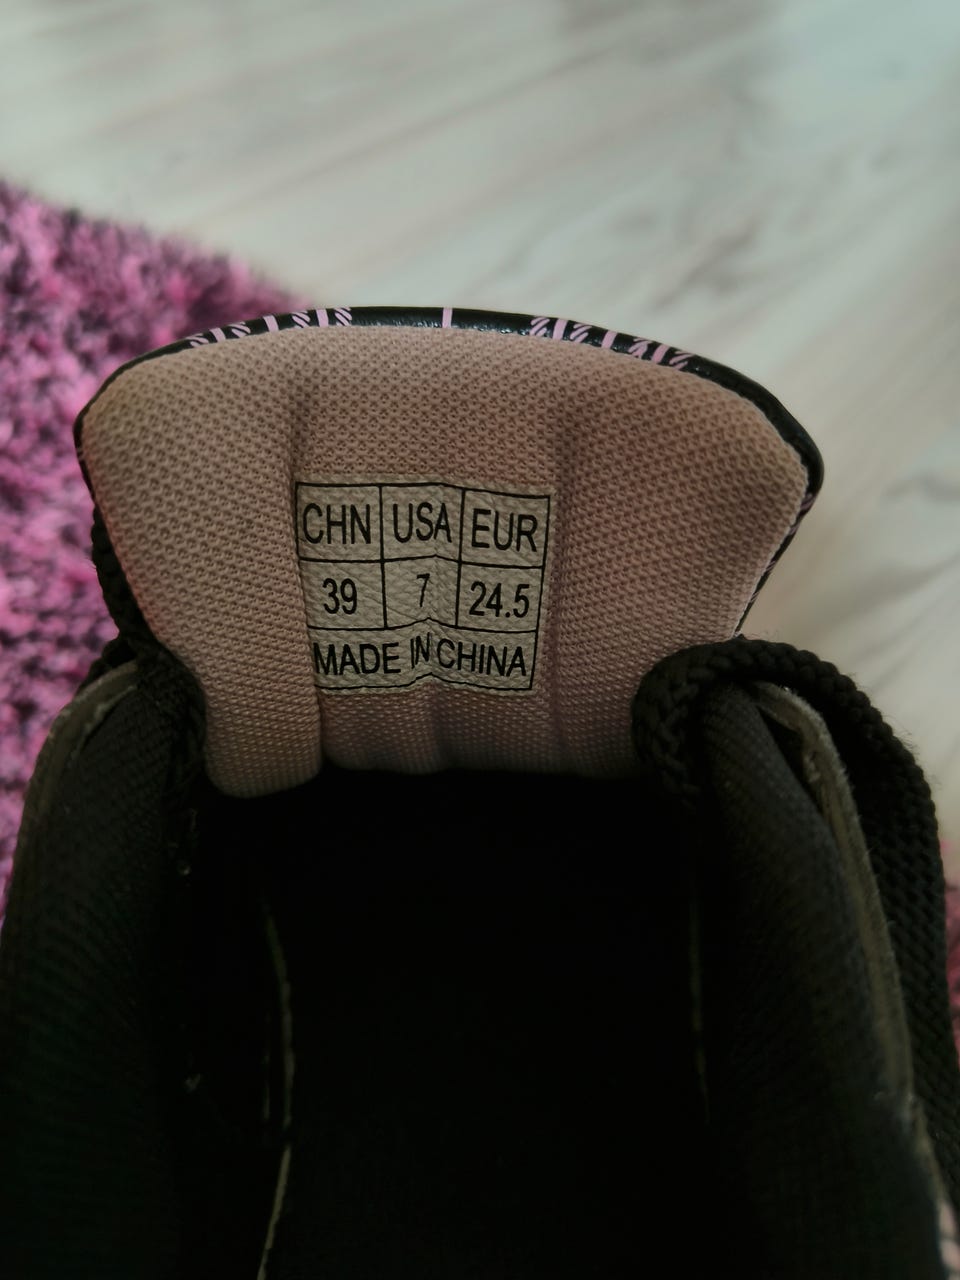 CHN USA EUR
39 7 24.5
MADE IN CHINA